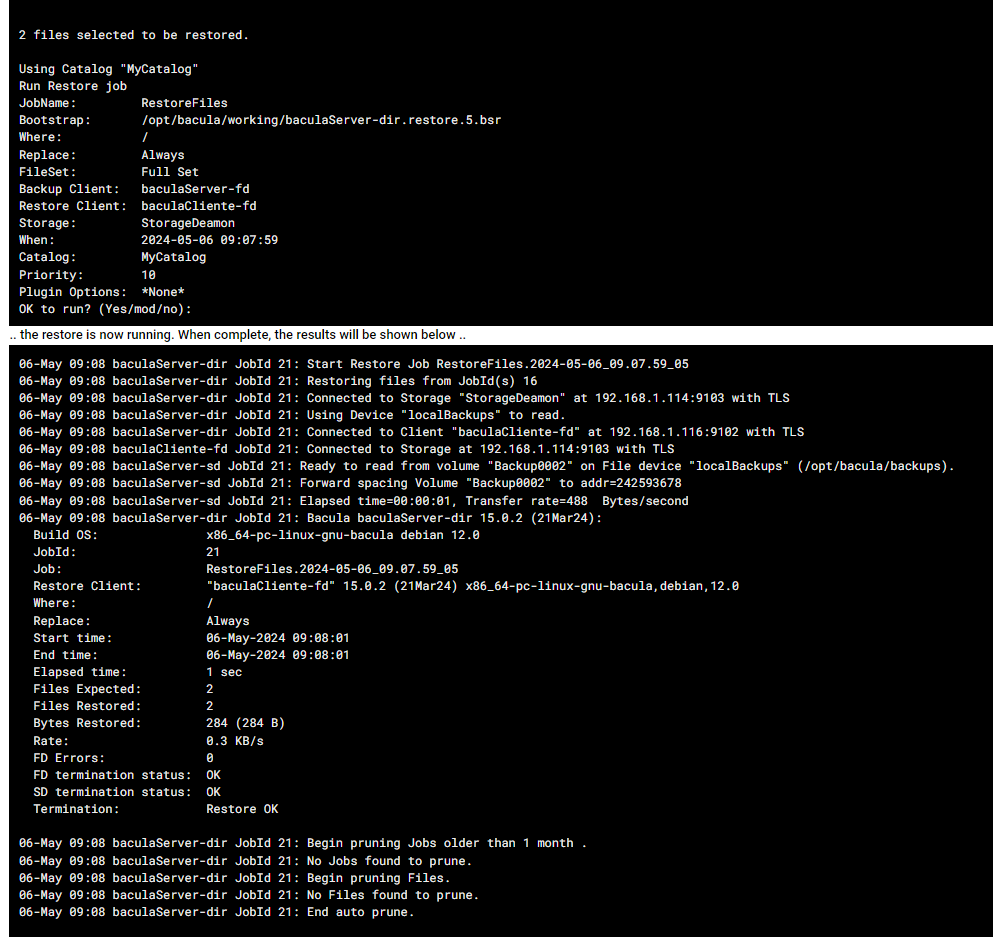 2 files selected to be restored.
Using Catalog "MyCatalog"
Run Restore job
JobName:         RestoreFiles
Bootstrap:       /opt/bacula/working/baculaServer-dir.restore.5.bsr
Where:           /
Replace:         Always
FileSet:         Full Set
Backup Client:   baculaServer-fd
Restore Client:  baculaCliente-fd
Storage:         StorageDeamon
When:            2024-05-06 09:07:59
Catalog:         MyCatalog
Priority:        10
Plugin Options:  *None*
OK to run? (Yes/mod/no):
.. the restore is now running. When complete, the results will be shown below ..
06-May 09:08 baculaServer-dir JobId 21: Start Restore Job RestoreFiles.2024-05-06_09.07.59_05
06-May 09:08 baculaServer-dir JobId 21: Restoring files from JobId(s) 16
06-May 09:08 baculaServer-dir JobId 21: Connected to Storage "StorageDeamon" at 192.168.1.114:9103 with TLS
06-May 09:08 baculaServer-dir JobId 21: Using Device "localBackups" to read.
06-May 09:08 baculaServer-dir JobId 21: Connected to Client "baculaCliente-fd" at 192.168.1.116:9102 with TLS
06-May 09:08 baculaCliente-fd JobId 21: Connected to Storage at 192.168.1.114:9103 with TLS
06-May 09:08 baculaServer-sd JobId 21: Ready to read from volume "Backup0002" on File device "localBackups" (/opt/bacula/backups).
06-May 09:08 baculaServer-sd JobId 21: Forward spacing Volume "Backup0002" to addr=242593678
06-May 09:08 baculaServer-sd JobId 21: Elapsed time=00:00:01, Transfer rate=488  Bytes/second
06-May 09:08 baculaServer-dir JobId 21: Bacula baculaServer-dir 15.0.2 (21Mar24):
  Build OS:               x86_64-pc-linux-gnu-bacula debian 12.0
  JobId:                  21
  Job:                    RestoreFiles.2024-05-06_09.07.59_05
  Restore Client:         "baculaCliente-fd" 15.0.2 (21Mar24) x86_64-pc-linux-gnu-bacula,debian,12.0
  Where:                  /
  Replace:                Always
  Start time:             06-May-2024 09:08:01
  End time:               06-May-2024 09:08:01
  Elapsed time:           1 sec
  Files Expected:         2
  Files Restored:         2
  Bytes Restored:         284 (284 B)
  Rate:                   0.3 KB/s
  FD Errors:              0
  FD termination status:  OK
  SD termination status:  OK
  Termination:            Restore OK
06-May 09:08 baculaServer-dir JobId 21: Begin pruning Jobs older than 1 month .
06-May 09:08 baculaServer-dir JobId 21: No Jobs found to prune.
06-May 09:08 baculaServer-dir JobId 21: Begin pruning Files.
06-May 09:08 baculaServer-dir JobId 21: No Files found to prune.
06-May 09:08 baculaServer-dir JobId 21: End auto prune.